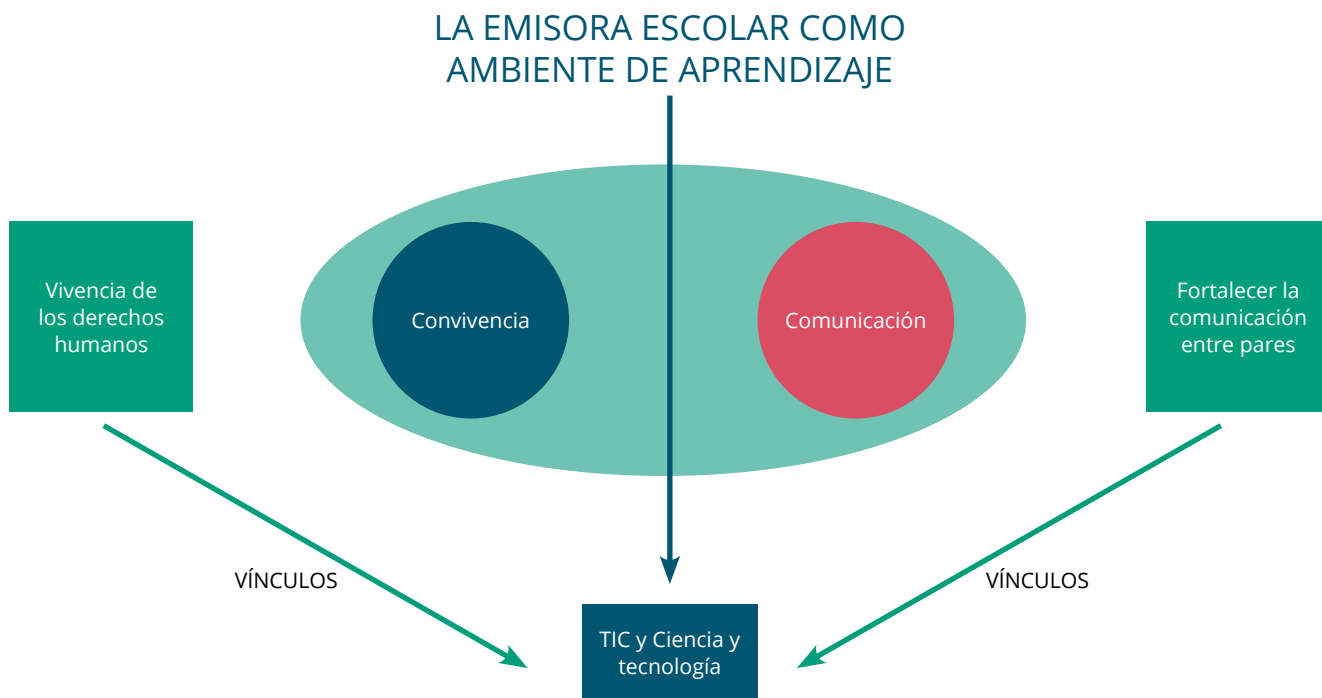 LA EMISORA ESCOLAR COMO
AMBIENTE DE APRENDIZAJE
Vivencia de
los derechos
humanos
Convivencia
Comunicación
Fortalecer la
comunicación
entre pares
VÍNCULOS
VÍNCULOS
TIC y Ciencia y
tecnología